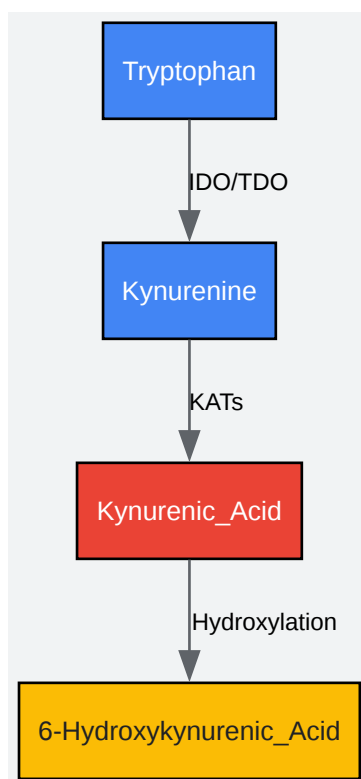 Tryptophan
IDO/TDO
Kynurenine
KATs
Kynurenic_Acid
Hydroxylation
6-Hydroxykynurenic_Acid